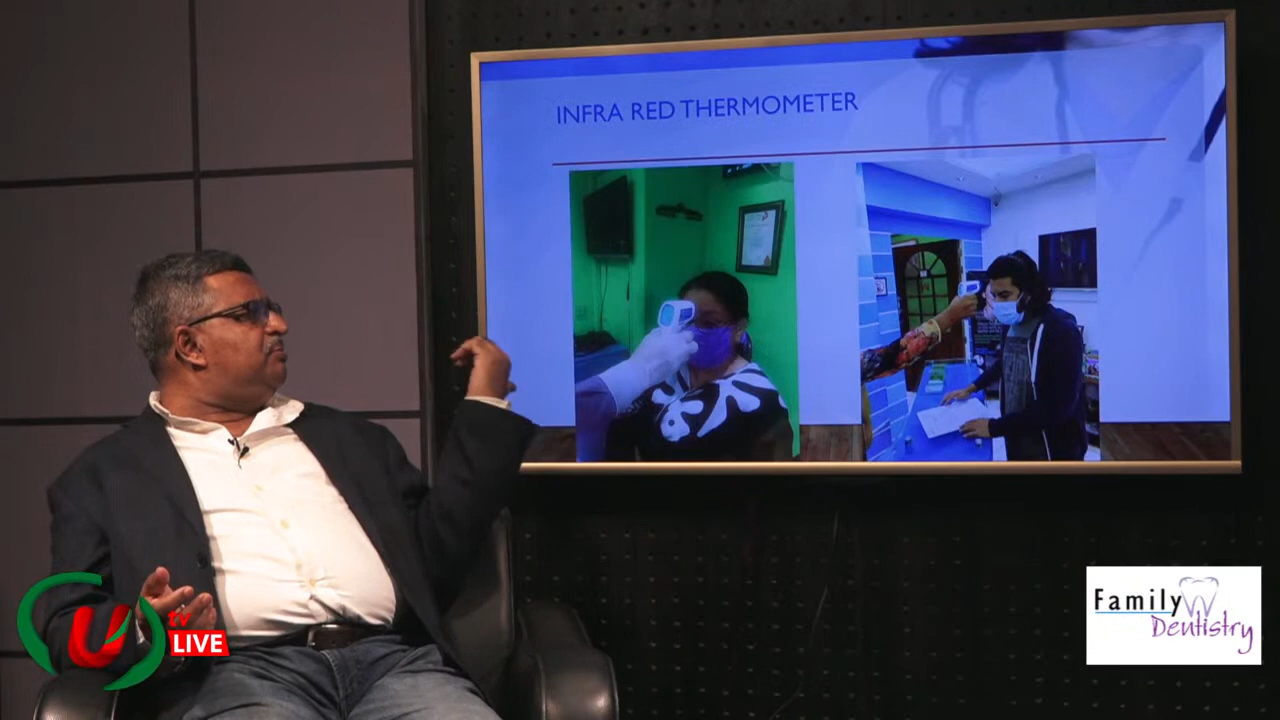 INFRA RED THERMOMETER
U
tv
LIVE
Family
Dentistry